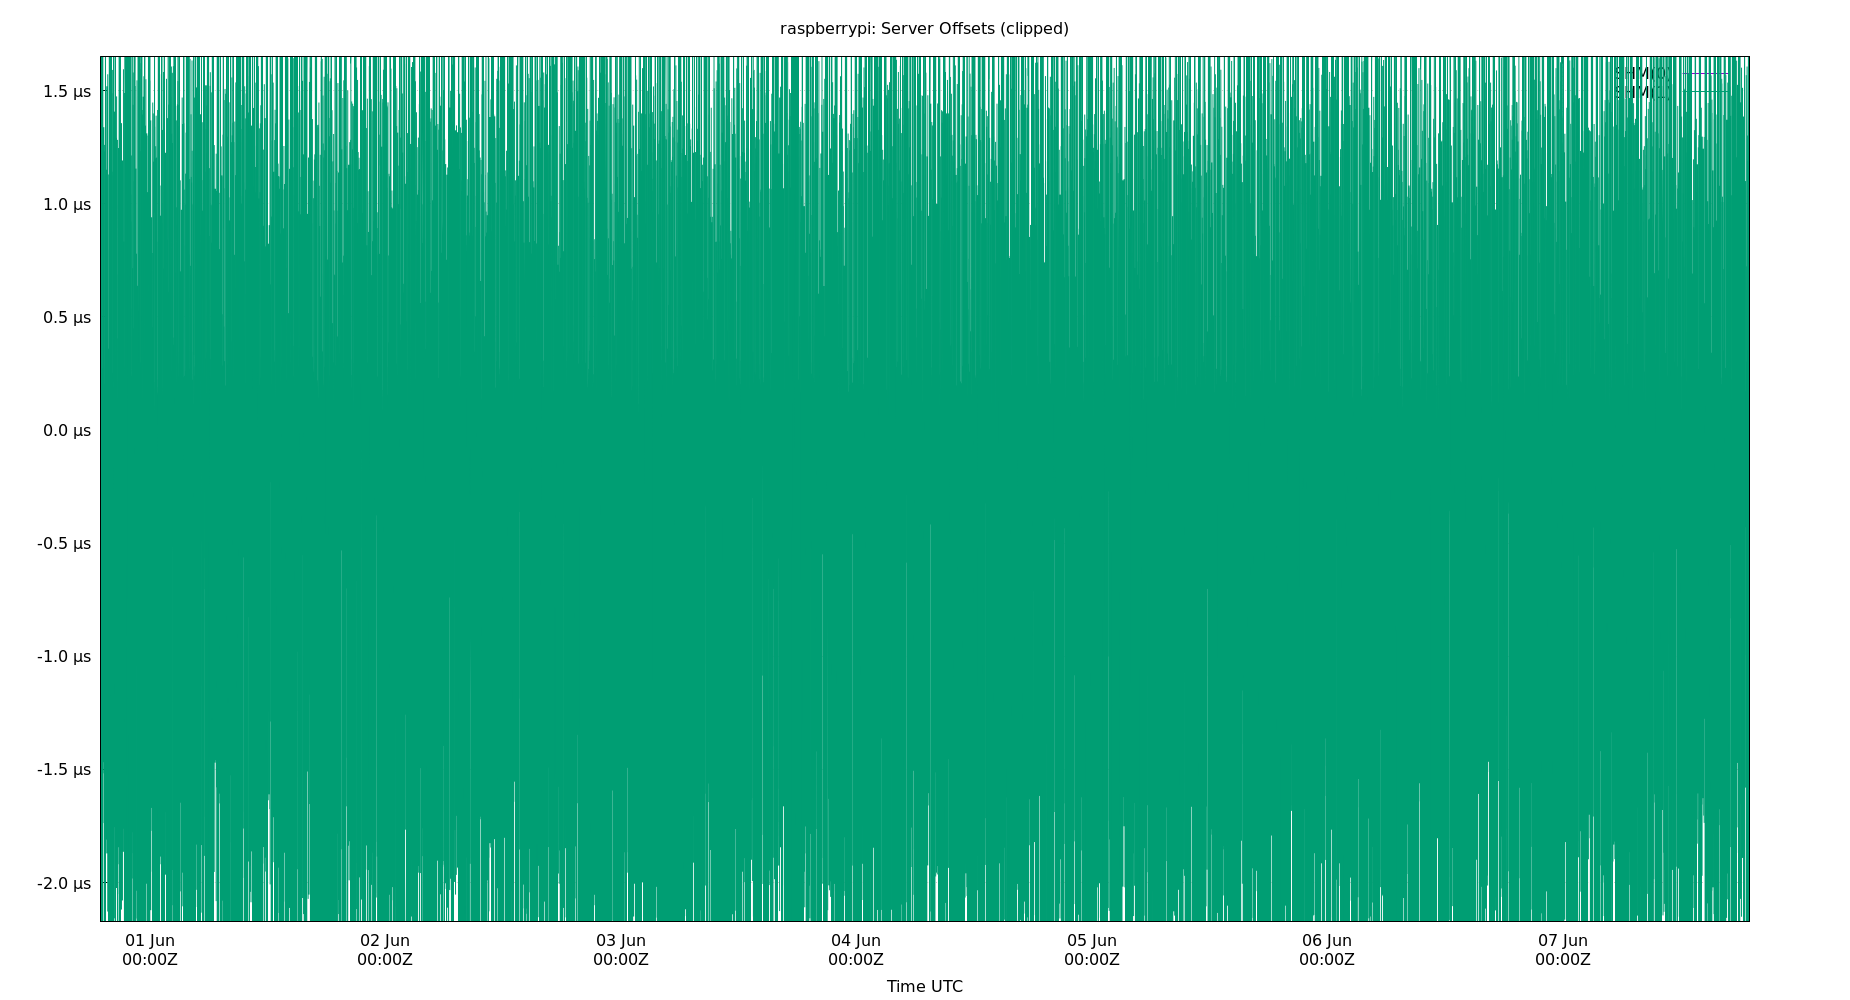 raspberrypi: Server Offsets (clipped)
SHM(0)
1.5 µs
1.0 µs
0.5 µs
0.0 µs
-0.5 µs
-1.0 µs
-1.5 µs
-2.0 µs
01 Jun 02 Jun 03 Jun 04 Jun 05 Jun 06 Jun 07 Jun
00:00Z 00:00Z 00:00Z 00:00Z 00:00Z 00:00Z 00:00Z
Time UTC